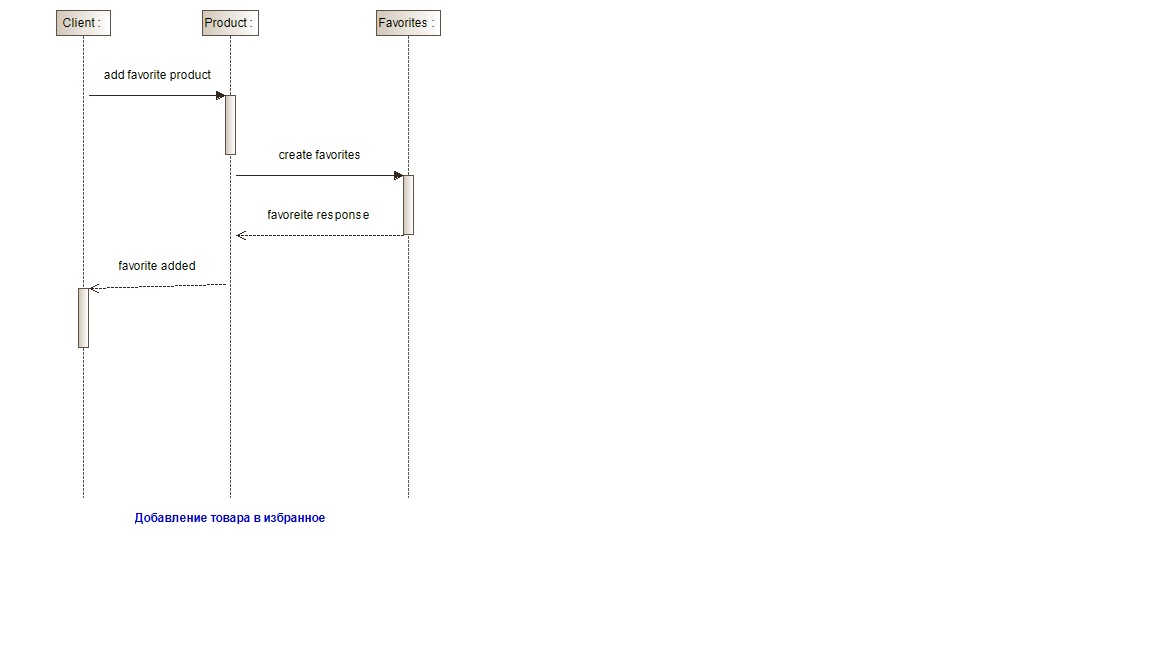 Client :
Product :
Favorites :
add favorite product
create favorites
favoreite response
favorite added
Добавление товара в избранное